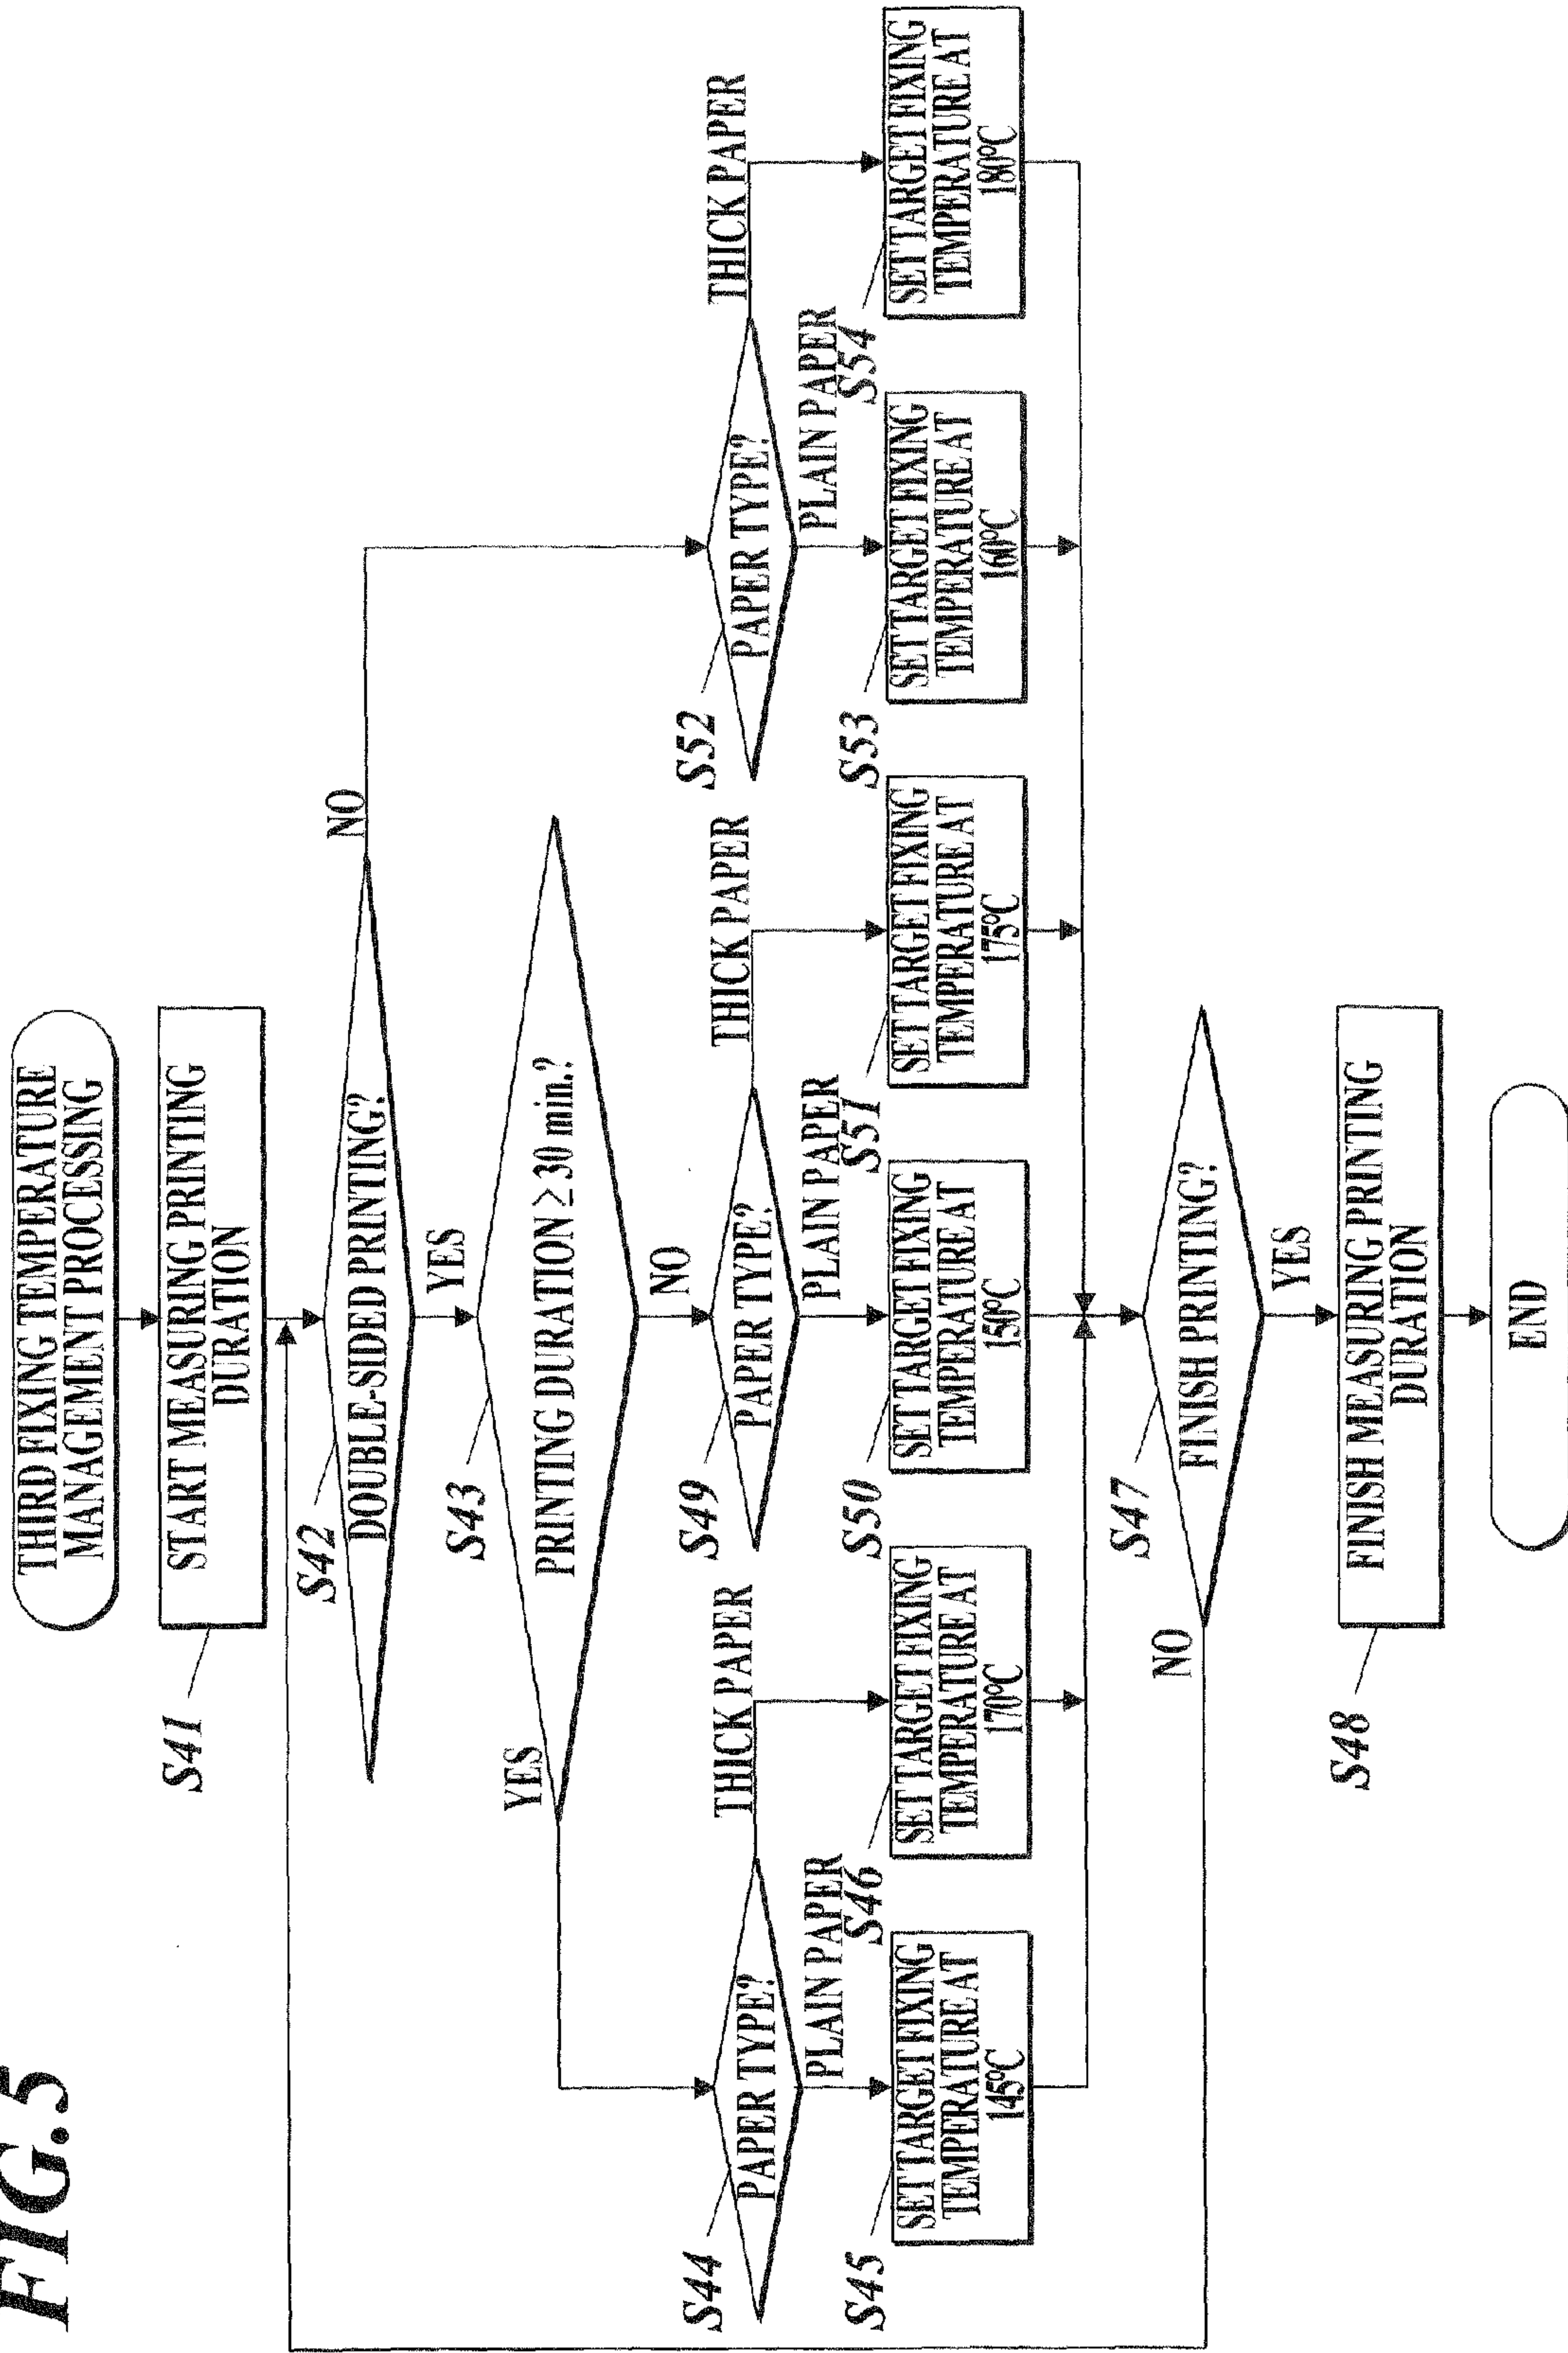 FIG.5
THIRD FIXING TEMPERATURE
MANAGEMENT PROCESSING
S41
START MEASURING PRINTING
DURATION
S42
DOUBLE-SIDED PRINTING?
NO
YES
S43
PRINTING DURATION ≥ 30 min.?
YES
NO
S44
PAPER TYPE?
THICK PAPER
PLAIN PAPER
S49
PAPER TYPE?
THICK PAPER
PLAIN PAPER
S52
PAPER TYPE?
THICK PAPER
PLAIN PAPER
S45
SET TARGET FIXING
TEMPERATURE AT
145°C
S46
SET TARGET FIXING
TEMPERATURE AT
170°C
S50
SET TARGET FIXING
TEMPERATURE AT
150°C
S51
SET TARGET FIXING
TEMPERATURE AT
175°C
S53
SET TARGET FIXING
TEMPERATURE AT
160°C
S54
SET TARGET FIXING
TEMPERATURE AT
180°C
S47
FINISH PRINTING?
NO
YES
S48
FINISH MEASURING PRINTING
DURATION
END